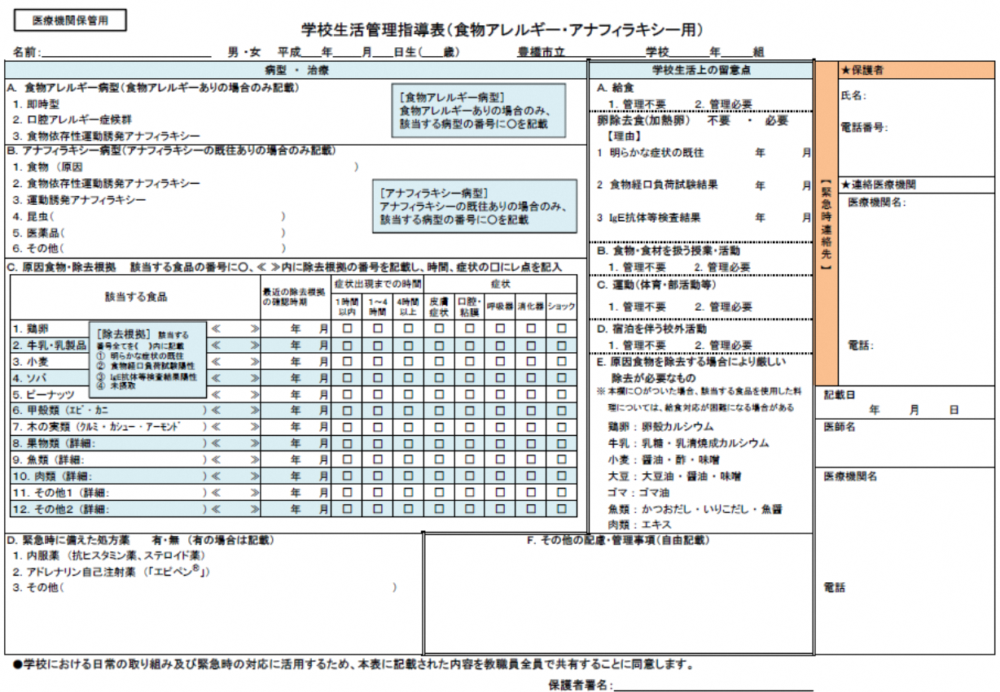 医療機関保管用
学校生活管理指導表(食物アレルギー・アナフィラキシー用)
名前: 男・女 平成 年 月 日生( 歳) 豊橋市立 学校 年 組
病型 ・ 治療
A. 食物アレルギー病型(食物アレルギーありの場合のみ記載)
1. 即時型
2. 口腔アレルギー症候群
3. 食物依存性運動誘発アナフィラキシー
[食物アレルギー病型]
食物アレルギーありの場合のみ、
該当する病型の番号に〇を記載
B. アナフィラキシー病型(アナフィラキシーの既往ありの場合のみ記載)
1. 食物 (原因 )
2. 食物依存性運動誘発アナフィラキシー
3. 運動誘発アナフィラキシー
4. 昆虫( )
5. 医薬品( )
6. その他( )
[アナフィラキシー病型]
アナフィラキシーの既往ありの場合のみ、
該当する病型の番号に〇を記載
C. 原因食物・除去根拠 該当する食品の番号に〇、≪ ≫内に除去根拠の番号を記載し、時間、症状の口にレ点を記入
該当する食品
最近の除去根拠
の確認時期
症状出現までの時間
症状
1時間
以内
1～4
時間
4時間
以上
皮膚
症状
口腔・
粘膜
呼吸器
消化器
ショック
1. 鶏卵 ≪ ≫ 年 月 □ □ □ □ □ □ □ □
2. 牛乳・乳製品 ≪ ≫ 年 月 □ □ □ □ □ □ □ □
3. 小麦 ≪ ≫ 年 月 □ □ □ □ □ □ □ □
4. ソバ ≪ ≫ 年 月 □ □ □ □ □ □ □ □
5. ピーナッツ ≪ ≫ 年 月 □ □ □ □ □ □ □ □
6. 甲殻類 (エビ・カニ ) ≪ ≫ 年 月 □ □ □ □ □ □ □ □
7. 木の実類 (クルミ・カシュー・アーモンド ) ≪ ≫ 年 月 □ □ □ □ □ □ □ □
8. 果物類 (詳細: ) ≪ ≫ 年 月 □ □ □ □ □ □ □ □
9. 魚類 (詳細: ) ≪ ≫ 年 月 □ □ □ □ □ □ □ □
10. 肉類 (詳細: ) ≪ ≫ 年 月 □ □ □ □ □ □ □ □
11. その他1 (詳細: ) ≪ ≫ 年 月 □ □ □ □ □ □ □ □
12. その他2 (詳細: ) ≪ ≫ 年 月 □ □ □ □ □ □ □ □
[除去根拠] 該当する
番号全てを( )内に記載
① 明らかな症状の既往
② 食物経口負荷試験陽性
③ IgE抗体等検査結果陽性
④ 未摂取
D. 緊急時に備えた処方薬 有・無 (有の場合は記載)
1. 内服薬 (抗ヒスタミン薬、ステロイド薬)
2. アドレナリン自己注射薬 (「エピペン®」)
3. その他( )
学校生活上の留意点
A. 給食
1. 管理不要 2. 管理必要
卵除去食(加熱卵) 不要 ・ 必要
【理由】
1 明らかな症状の既往 年 月
2 食物経口負荷試験結果 年 月
3 IgE抗体等検査結果 年 月
B. 食物・食材を扱う授業・活動
1. 管理不要 2. 管理必要
C. 運動(体育・部活動等)
1. 管理不要 2. 管理必要
D. 宿泊を伴う校外活動
1. 管理不要 2. 管理必要
E. 原因食物を除去する場合により厳しい
除去が必要なもの
※ 本欄に〇がついた場合、該当する食品を使用した料
理については、給食対応が困難になる場合がある
鶏卵 : 卵殻カルシウム
牛乳 : 乳糖・乳清焼成カルシウム
小麦 : 醤油・酢・味噌
大豆 : 大豆油・醤油・味噌
ゴマ : ゴマ油
魚類 : かつおだし・いりこだし・魚醤
肉類 : エキス
F. その他の配慮・管理事項(自由記載)
【緊急時連絡先】
★保護者
氏名:
電話番号:
★連絡医療機関
医療機関名:
電話:
記載日
年 月 日
医師名
医療機関名
電話
●学校における日常の取り組み及び緊急時の対応に活用するため、本表に記載された内容を教職員全員で共有することに同意します。
保護者署名: